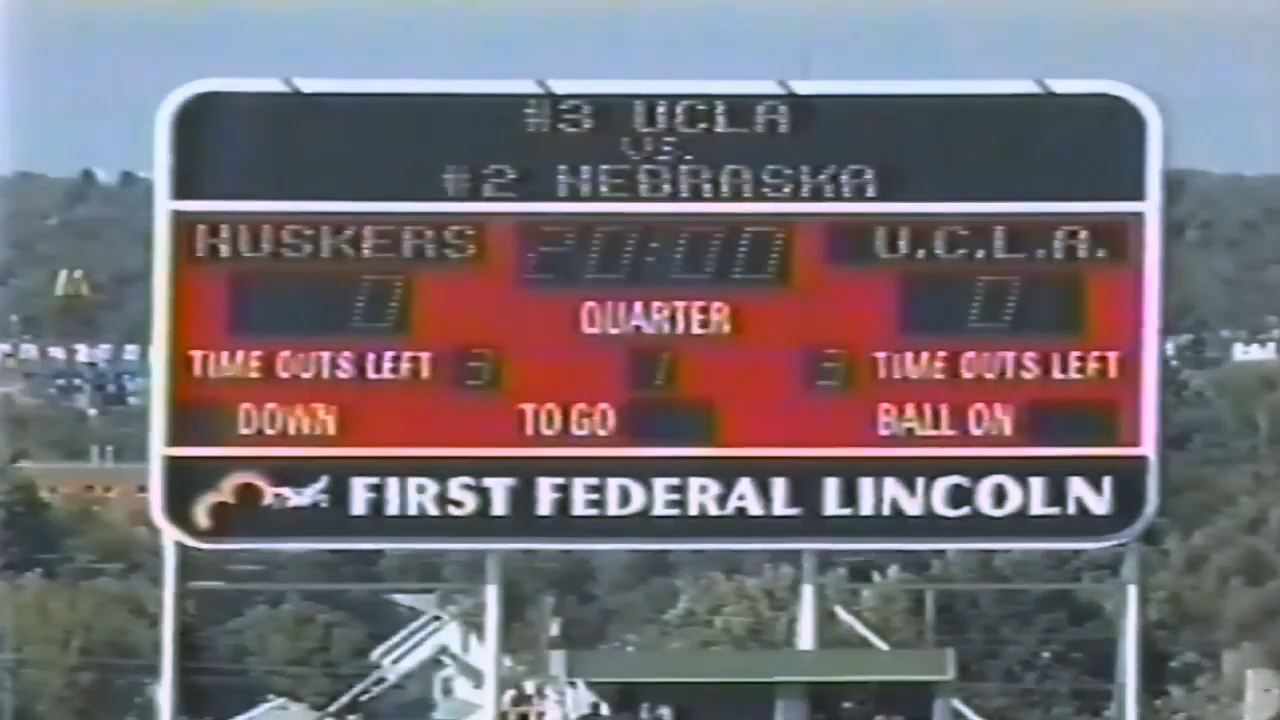 #3 UCLA
VS.
#2 NEBRASKA
HUSKERS 20:00 U.C.L.A.
0 QUARTER 0
TIME OUTS LEFT 3 1 3 TIME OUTS LEFT
DOWN TO GO BALL ON
FIRST FEDERAL LINCOLN